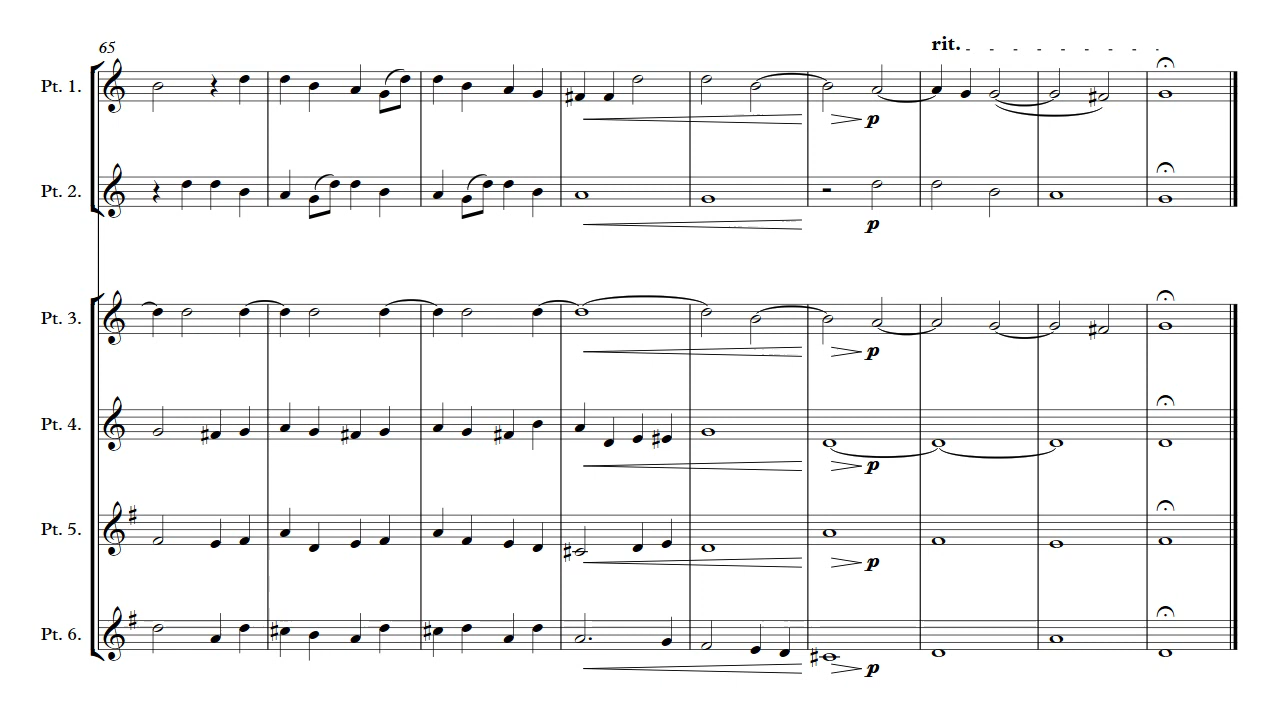 rit.
65
Pt. 1.
p
Pt. 2.
p
Pt. 3.
p
Pt. 4.
p
Pt. 5.
p
Pt. 6.
p